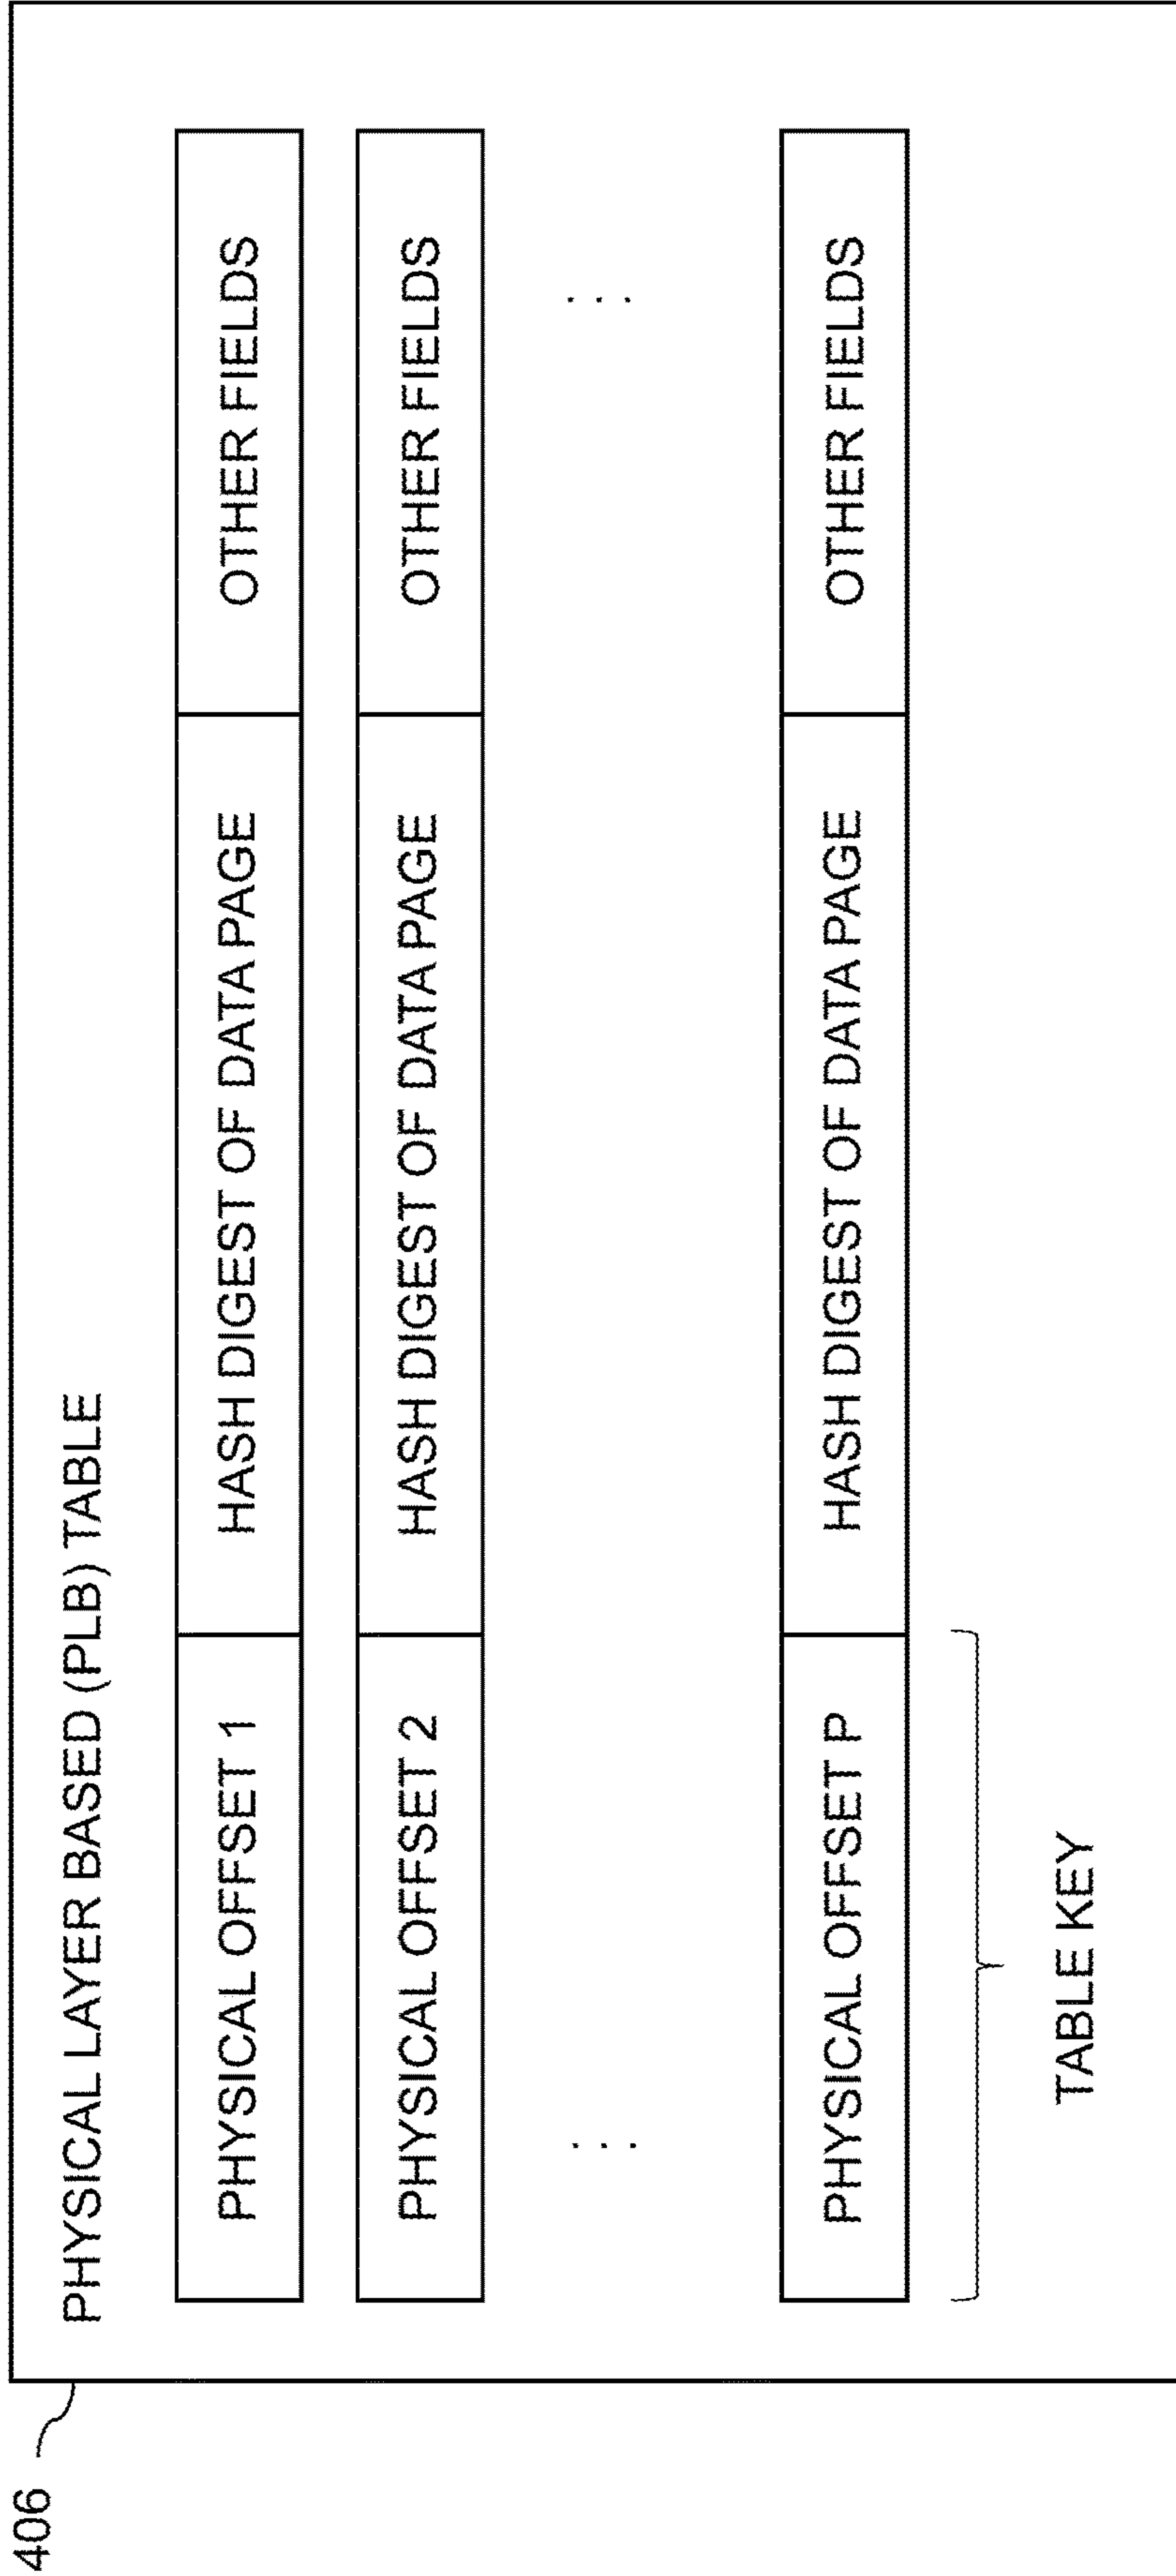 406
PHYSICAL LAYER BASED (PLB) TABLE
PHYSICAL OFFSET 1 HASH DIGEST OF DATA PAGE OTHER FIELDS
PHYSICAL OFFSET 2 HASH DIGEST OF DATA PAGE OTHER FIELDS
. . . . . .
PHYSICAL OFFSET P HASH DIGEST OF DATA PAGE OTHER FIELDS
TABLE KEY